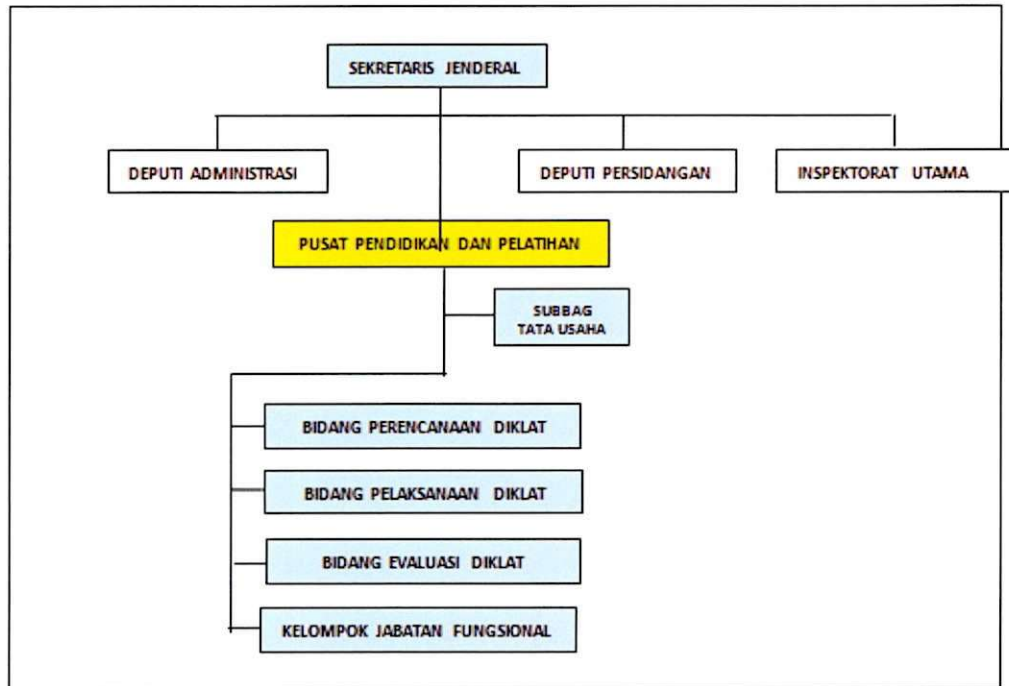 SEKRETARIS JENDERAL
DEPUTI ADMINISTRASI
DEPUTI PERSIDANGAN
INSPEKTORAT UTAMA
PUSAT PENDIDIKAN DAN PELATIHAN
SUBBAG
TATA USAHA
BIDANG PERENCANAAN DIKLAT
BIDANG PELAKSANAAN DIKLAT
BIDANG EVALUASI DIKLAT
KELOMPOK JABATAN FUNGSIONAL